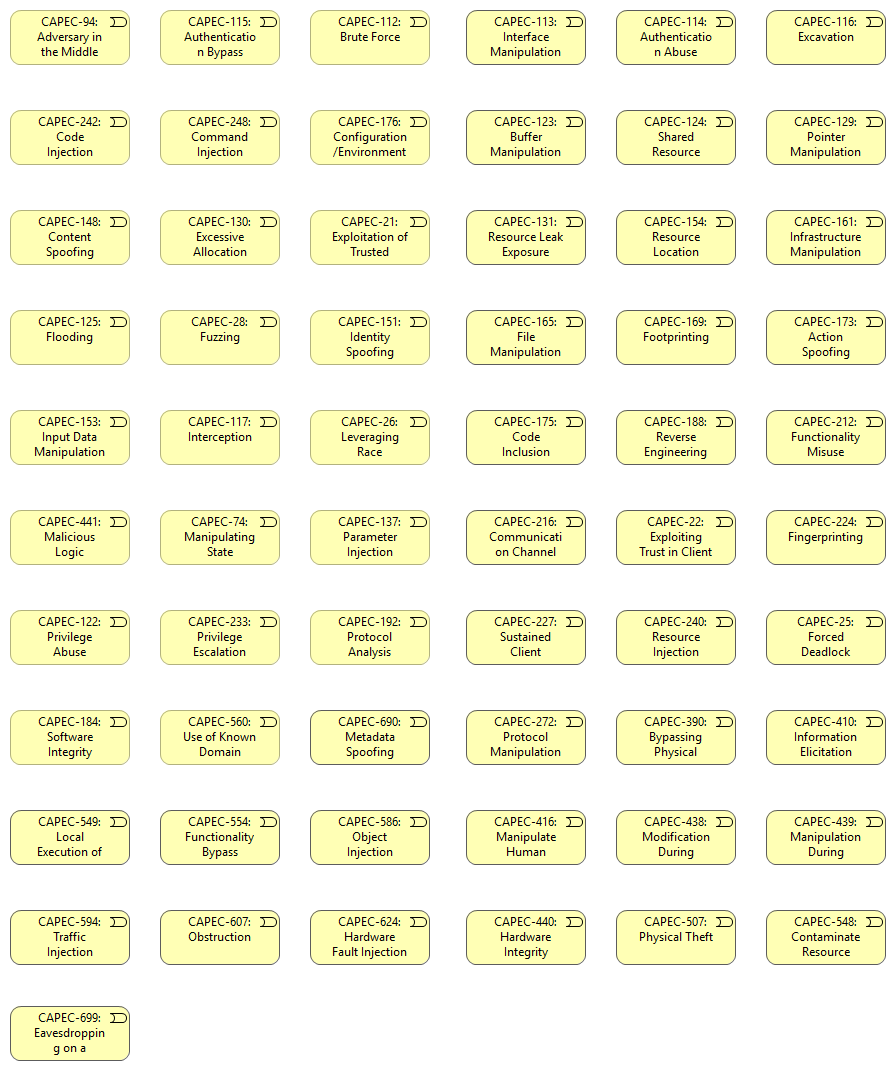 CAPEC-94:
Adversary in
the Middle
CAPEC-115:
Authenticatio
n Bypass
CAPEC-112:
Brute Force
CAPEC-113:
Interface
Manipulation
CAPEC-114:
Authenticatio
n Abuse
CAPEC-116:
Excavation
CAPEC-242:
Code
Injection
CAPEC-248:
Command
Injection
CAPEC-176:
Configuration
/Environment
CAPEC-123:
Buffer
Manipulation
CAPEC-124:
Shared
Resource
CAPEC-129:
Pointer
Manipulation
CAPEC-148:
Content
Spoofing
CAPEC-130:
Excessive
Allocation
CAPEC-21:
Exploitation of
Trusted
CAPEC-131:
Resource Leak
Exposure
CAPEC-154:
Resource
Location
CAPEC-161:
Infrastructure
Manipulation
CAPEC-125:
Flooding
CAPEC-28:
Fuzzing
CAPEC-151:
Identity
Spoofing
CAPEC-165:
File
Manipulation
CAPEC-169:
Footprinting
CAPEC-173:
Action
Spoofing
CAPEC-153:
Input Data
Manipulation
CAPEC-117:
Interception
CAPEC-26:
Leveraging
Race
CAPEC-175:
Code
Inclusion
CAPEC-188:
Reverse
Engineering
CAPEC-212:
Functionality
Misuse
CAPEC-441:
Malicious
Logic
CAPEC-74:
Manipulating
State
CAPEC-137:
Parameter
Injection
CAPEC-216:
Communicati
on Channel
CAPEC-22:
Exploiting
Trust in Client
CAPEC-224:
Fingerprinting
CAPEC-122:
Privilege
Abuse
CAPEC-233:
Privilege
Escalation
CAPEC-192:
Protocol
Analysis
CAPEC-227:
Sustained
Client
CAPEC-240:
Resource
Injection
CAPEC-25:
Forced
Deadlock
CAPEC-184:
Software
Integrity
CAPEC-560:
Use of Known
Domain
CAPEC-690:
Metadata
Spoofing
CAPEC-272:
Protocol
Manipulation
CAPEC-390:
Bypassing
Physical
CAPEC-410:
Information
Elicitation
CAPEC-549:
Local
Execution of
CAPEC-554:
Functionality
Bypass
CAPEC-586:
Object
Injection
CAPEC-416:
Manipulate
Human
CAPEC-438:
Modification
During
CAPEC-439:
Manipulation
During
CAPEC-594:
Traffic
Injection
CAPEC-607:
Obstruction
CAPEC-624:
Hardware
Fault Injection
CAPEC-440:
Hardware
Integrity
CAPEC-507:
Physical Theft
CAPEC-548:
Contaminate
Resource
CAPEC-699:
Eavesdroppin
g on a